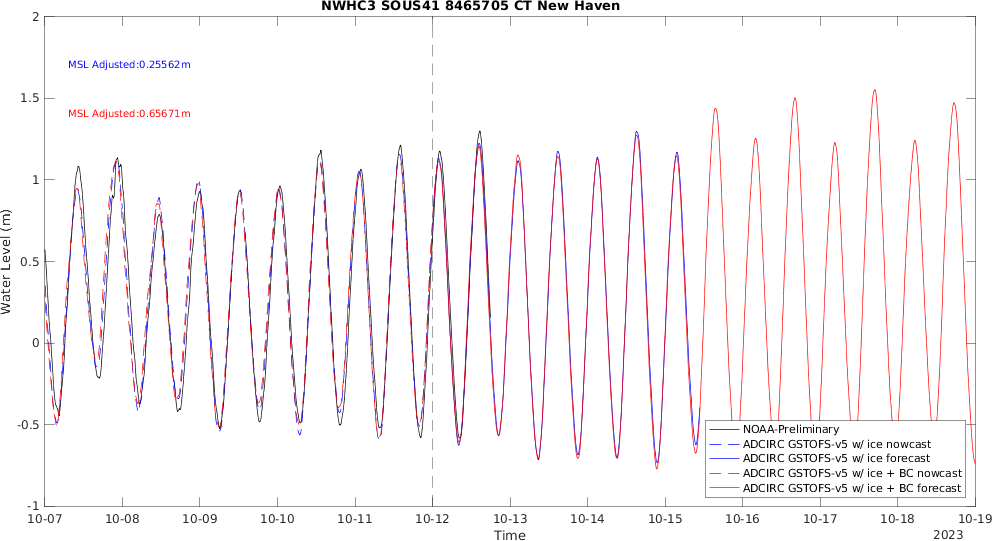 NWHC3 SOUS41 8465705 CT New Haven
2
MSL Adjusted:0.25562m
1.5
MSL Adjusted:0.65671m
1
0.5
Water Level (m)
0
-0.5
-1
NOAA-Preliminary
ADCIRC GSTOFS-v5 w/ ice nowcast
ADCIRC GSTOFS-v5 w/ ice forecast
ADCIRC GSTOFS-v5 w/ ice + BC nowcast
ADCIRC GSTOFS-v5 w/ ice + BC forecast
10-07 10-08 10-09 10-10 10-11 10-12 10-13 10-14 10-15 10-16 10-17 10-18 10-19
Time
2023